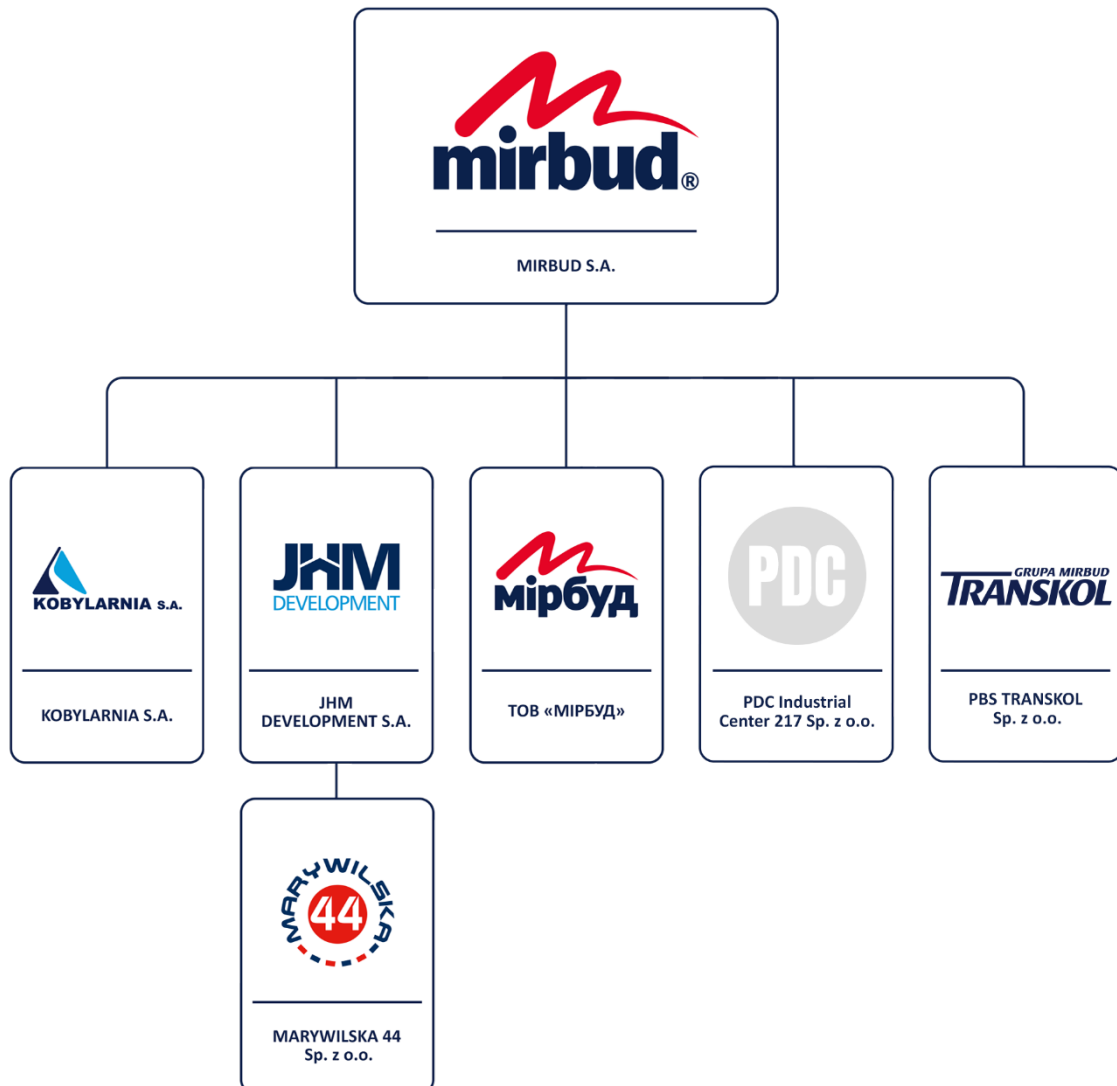 mirbud®
MIRBUD S.A.
KOBYLARNIA S.A.
KOBYLARNIA S.A.
JHM
DEVELOPMENT
JHM
DEVELOPMENT S.A.
мірбуд
ТОВ «МІРБУД»
PDC
PDC Industrial
Center 217 Sp. z o.o.
GRUPA MIRBUD
TRANSKOL
PBS TRANSKOL
Sp. z o.o.
MARYWILSKA
44
MARYWILSKA 44
Sp. z o.o.